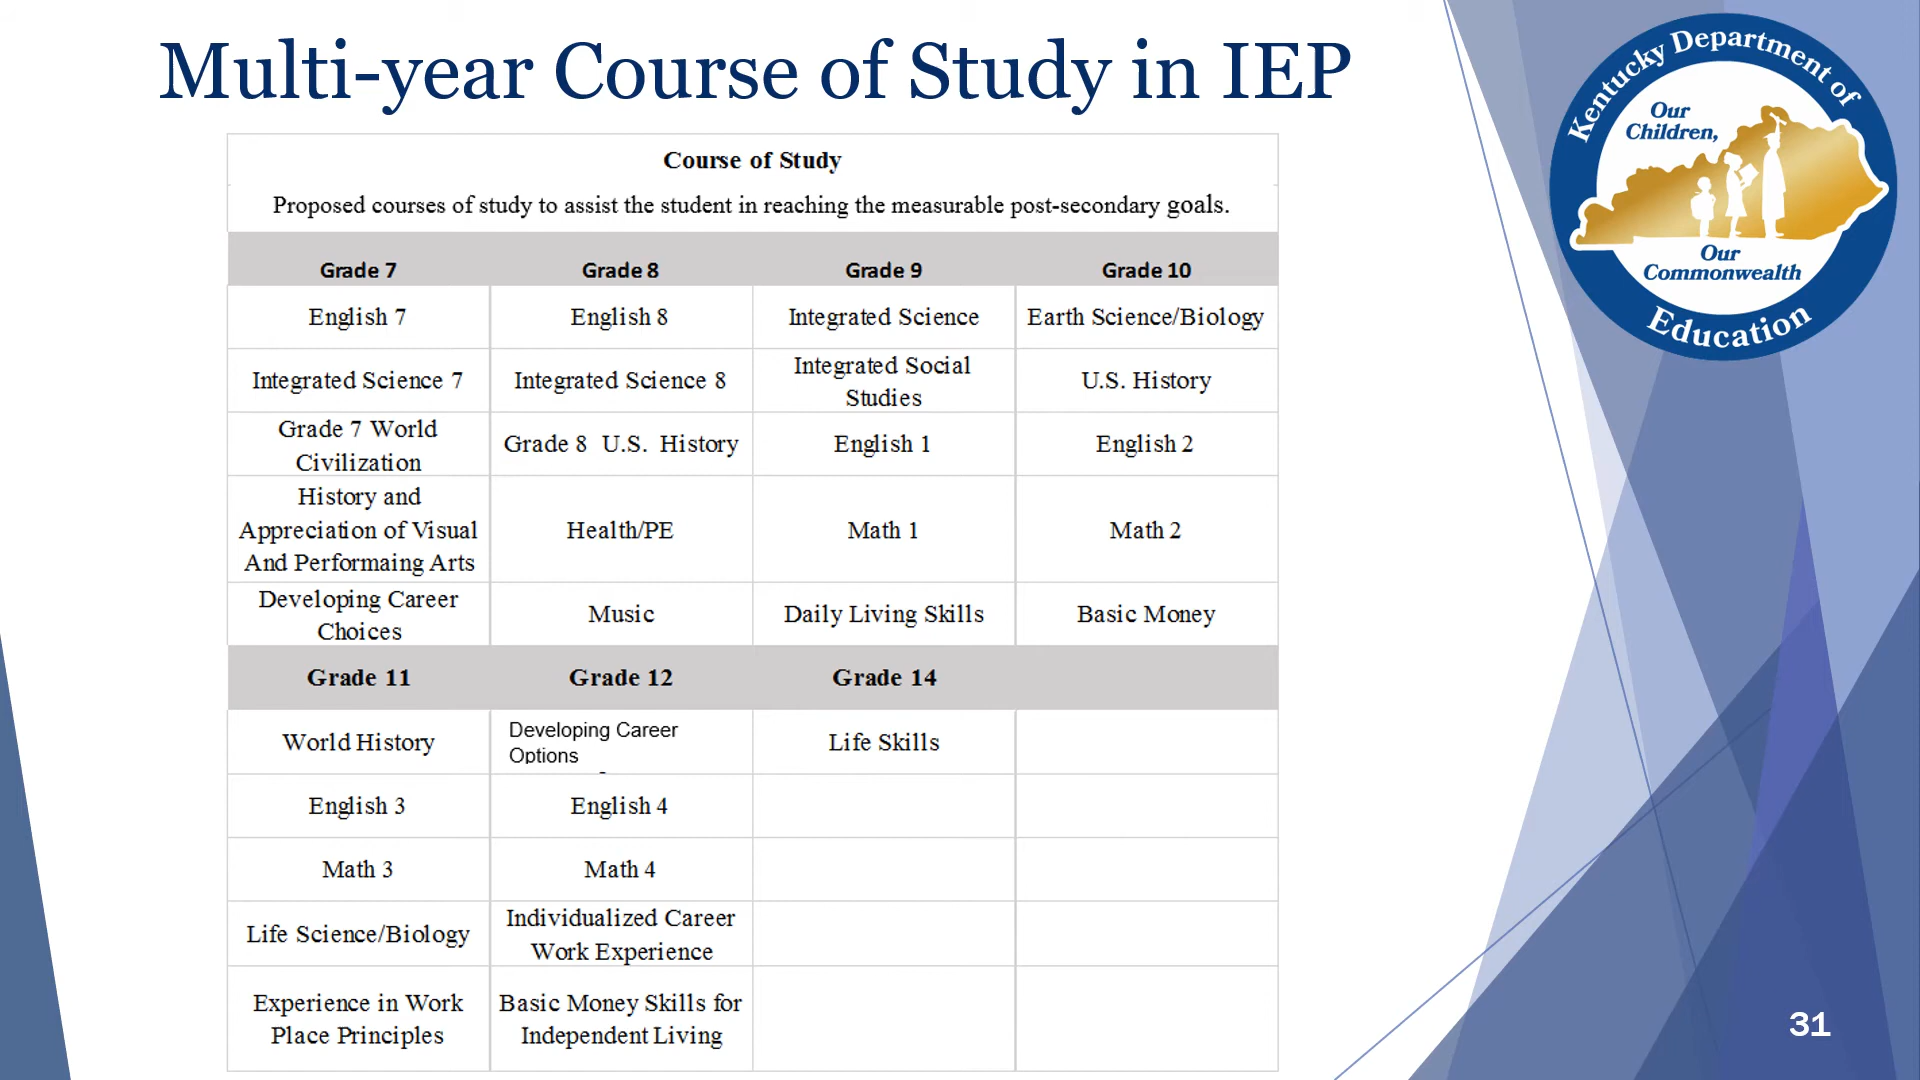 Multi-year Course of Study in IEP
Kentucky Department of
Our
Children,
Our
Commonwealth
Education
Course of Study
Proposed courses of study to assist the student in reaching the measurable post-secondary goals.
Grade 7 Grade 8 Grade 9 Grade 10
English 7 English 8 Integrated Science Earth Science/Biology
Integrated Science 7 Integrated Science 8 Integrated Social
Studies U.S. History
Grade 7 World
Civilization Grade 8 U.S. History English 1 English 2
History and
Appreciation of Visual
And Performaing Arts Health/PE Math 1 Math 2
Developing Career
Choices Music Daily Living Skills Basic Money
Grade 11 Grade 12 Grade 14
World History Developing Career
Options Life Skills
English 3 English 4
Math 3 Math 4
Life Science/Biology Individualized Career
Work Experience
Experience in Work
Place Principles Basic Money Skills for
Independent Living
31